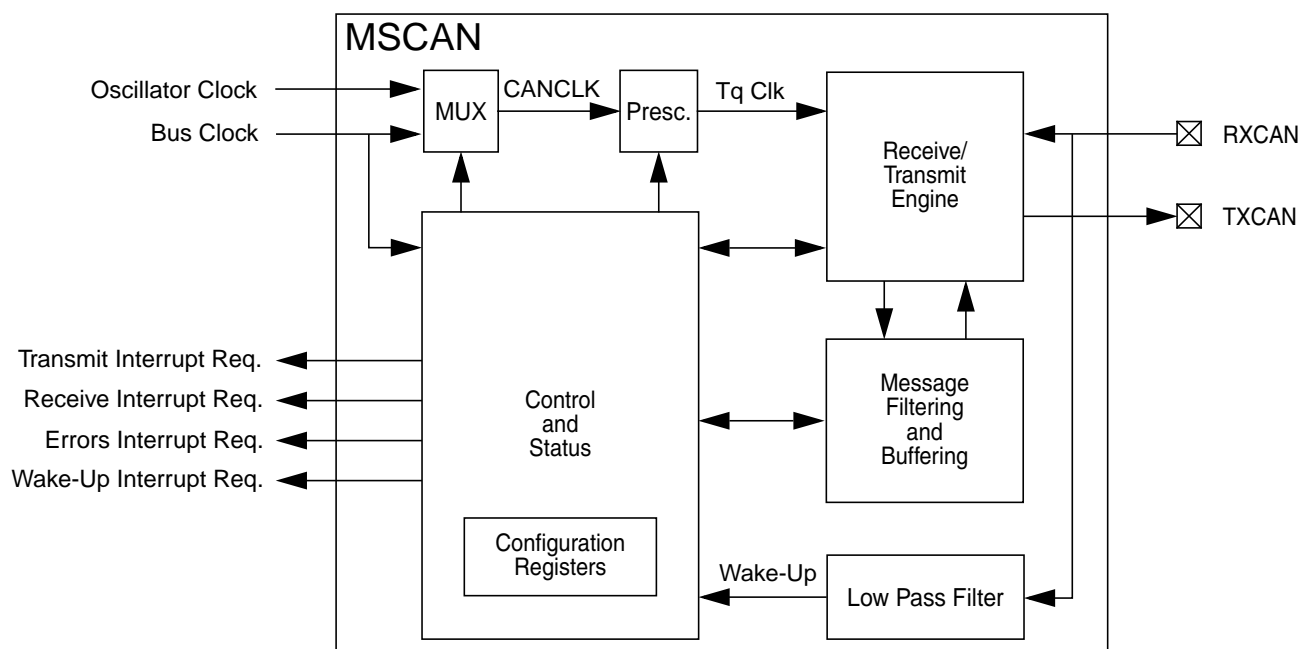 MSCAN
Oscillator Clock
Bus Clock
MUX
CANCLK
Presc.
Tq Clk
Receive/
Transmit
Engine
RXCAN
TXCAN
Transmit Interrupt Req.
Receive Interrupt Req.
Errors Interrupt Req.
Wake-Up Interrupt Req.
Control
and
Status
Message
Filtering
and
Buffering
Configuration
Registers
Wake-Up
Low Pass Filter